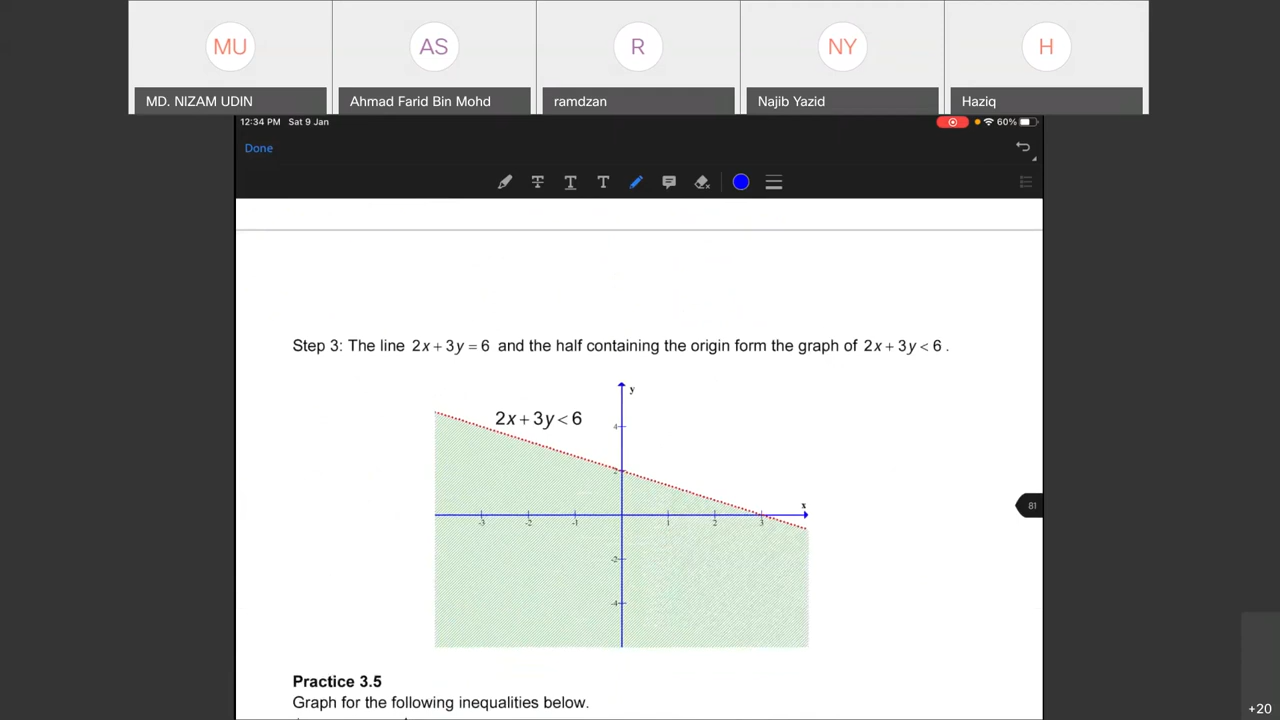 MU
AS
R
NY
H
MD. NIZAM UDIN
Ahmad Farid Bin Mohd
ramdzan
Najib Yazid
Haziq
12:34 PM Sat 9 Jan
60%
Done
T
T
T
Step 3: The line 2x + 3y = 6 and the half containing the origin form the graph of 2x + 3y < 6 .
y
2x + 3y < 6
4
2
x
-3 -2 -1 1 2 3
-2
-4
81
Practice 3.5
Graph for the following inequalities below.
+20